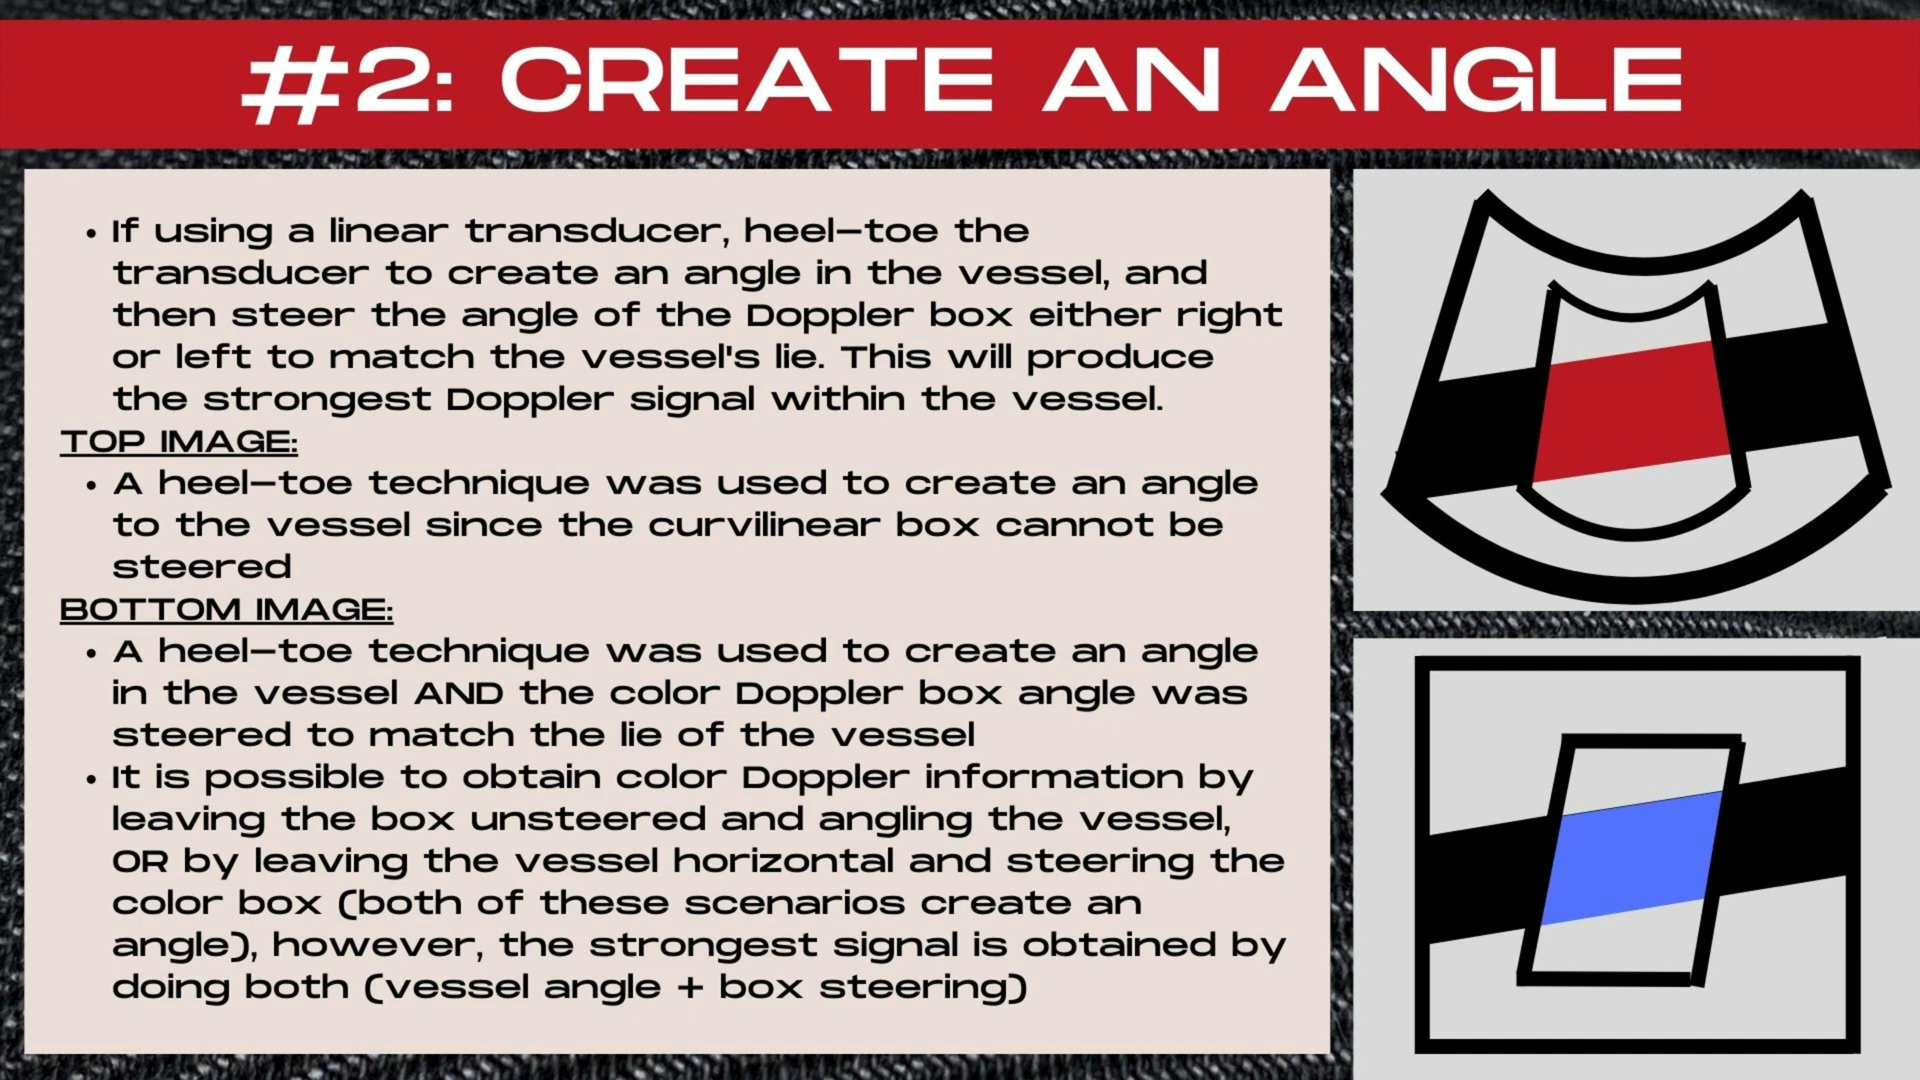 #2: CREATE AN ANGLE
• If using a linear transducer, heel-toe the
transducer to create an angle in the vessel, and
then steer the angle of the Doppler box either right
or left to match the vessel's lie. This will produce
the strongest Doppler signal within the vessel.
TOP IMAGE:
• A heel-toe technique was used to create an angle
to the vessel since the curvilinear box cannot be
steered
BOTTOM IMAGE:
• A heel-toe technique was used to create an angle
in the vessel AND the color Doppler box angle was
steered to match the lie of the vessel
• It is possible to obtain color Doppler information by
leaving the box unsteered and angling the vessel,
OR by leaving the vessel horizontal and steering the
color box (both of these scenarios create an
angle), however, the strongest signal is obtained by
doing both (vessel angle + box steering)